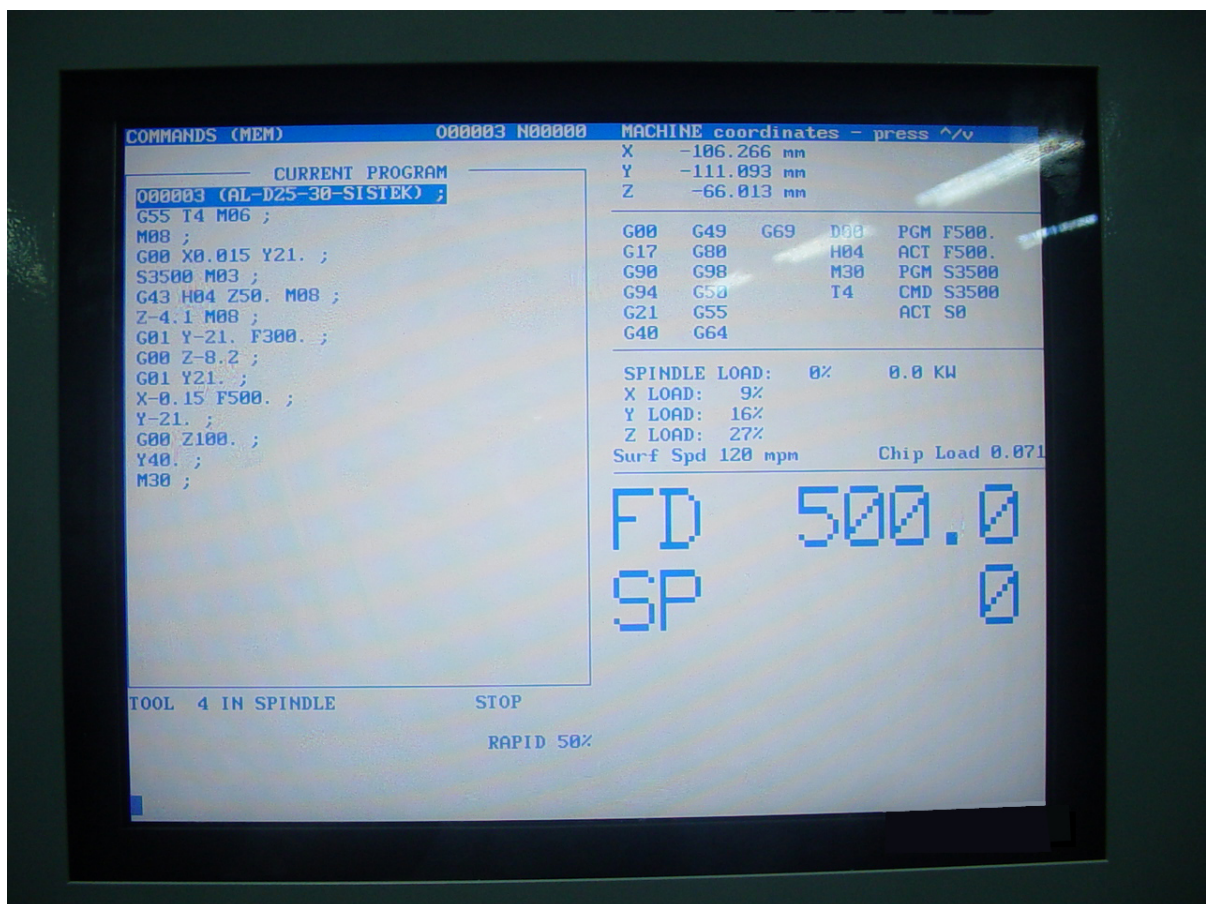 COMMANDS (MEM) O00003 N00000 MACHINE coordinates - press ^/v
CURRENT PROGRAM
O00003 (AL-D25-30-SISTEK) ;
G55 T4 M06 ;
M08 ;
G00 X0.015 Y21. ;
S3500 M03 ;
G43 H04 Z50. M08 ;
Z-4.1 M08 ;
G01 Y-21. F300. ;
G00 Z-8.2 ;
G01 Y21. ;
X-0.15 F500. ;
Y-21. ;
G00 Z100. ;
Y40. ;
M30 ;
TOOL 4 IN SPINDLE STOP
RAPID 50%
X -106.266 mm
Y -111.093 mm
Z -66.013 mm
G00 G49 G69 D00 PGM F500.
G17 G80 H04 ACT F500.
G90 G98 M30 PGM S3500
G94 G50 T4 CMD S3500
G21 G55 ACT S0
G40 G64
SPINDLE LOAD: 0% 0.0 KW
X LOAD: 9%
Y LOAD: 16%
Z LOAD: 27%
Surf Spd 120 mpm Chip Load 0.071
FD 500.0
SP 0